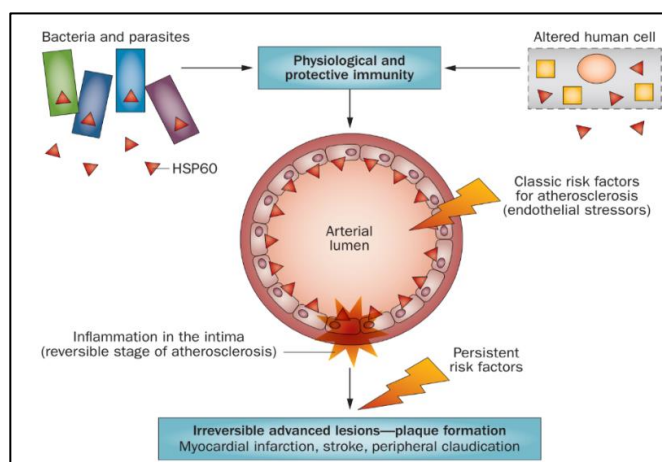 Bacteria and parasites
Altered human cell
Physiological and
protective immunity
HSP60
Classic risk factors
for atherosclerosis
(endothelial stressors)
Arterial
lumen
Inflammation in the intima
(reversible stage of atherosclerosis)
Persistent
risk factors
Irreversible advanced lesions—plaque formation
Myocardial infarction, stroke, peripheral claudication